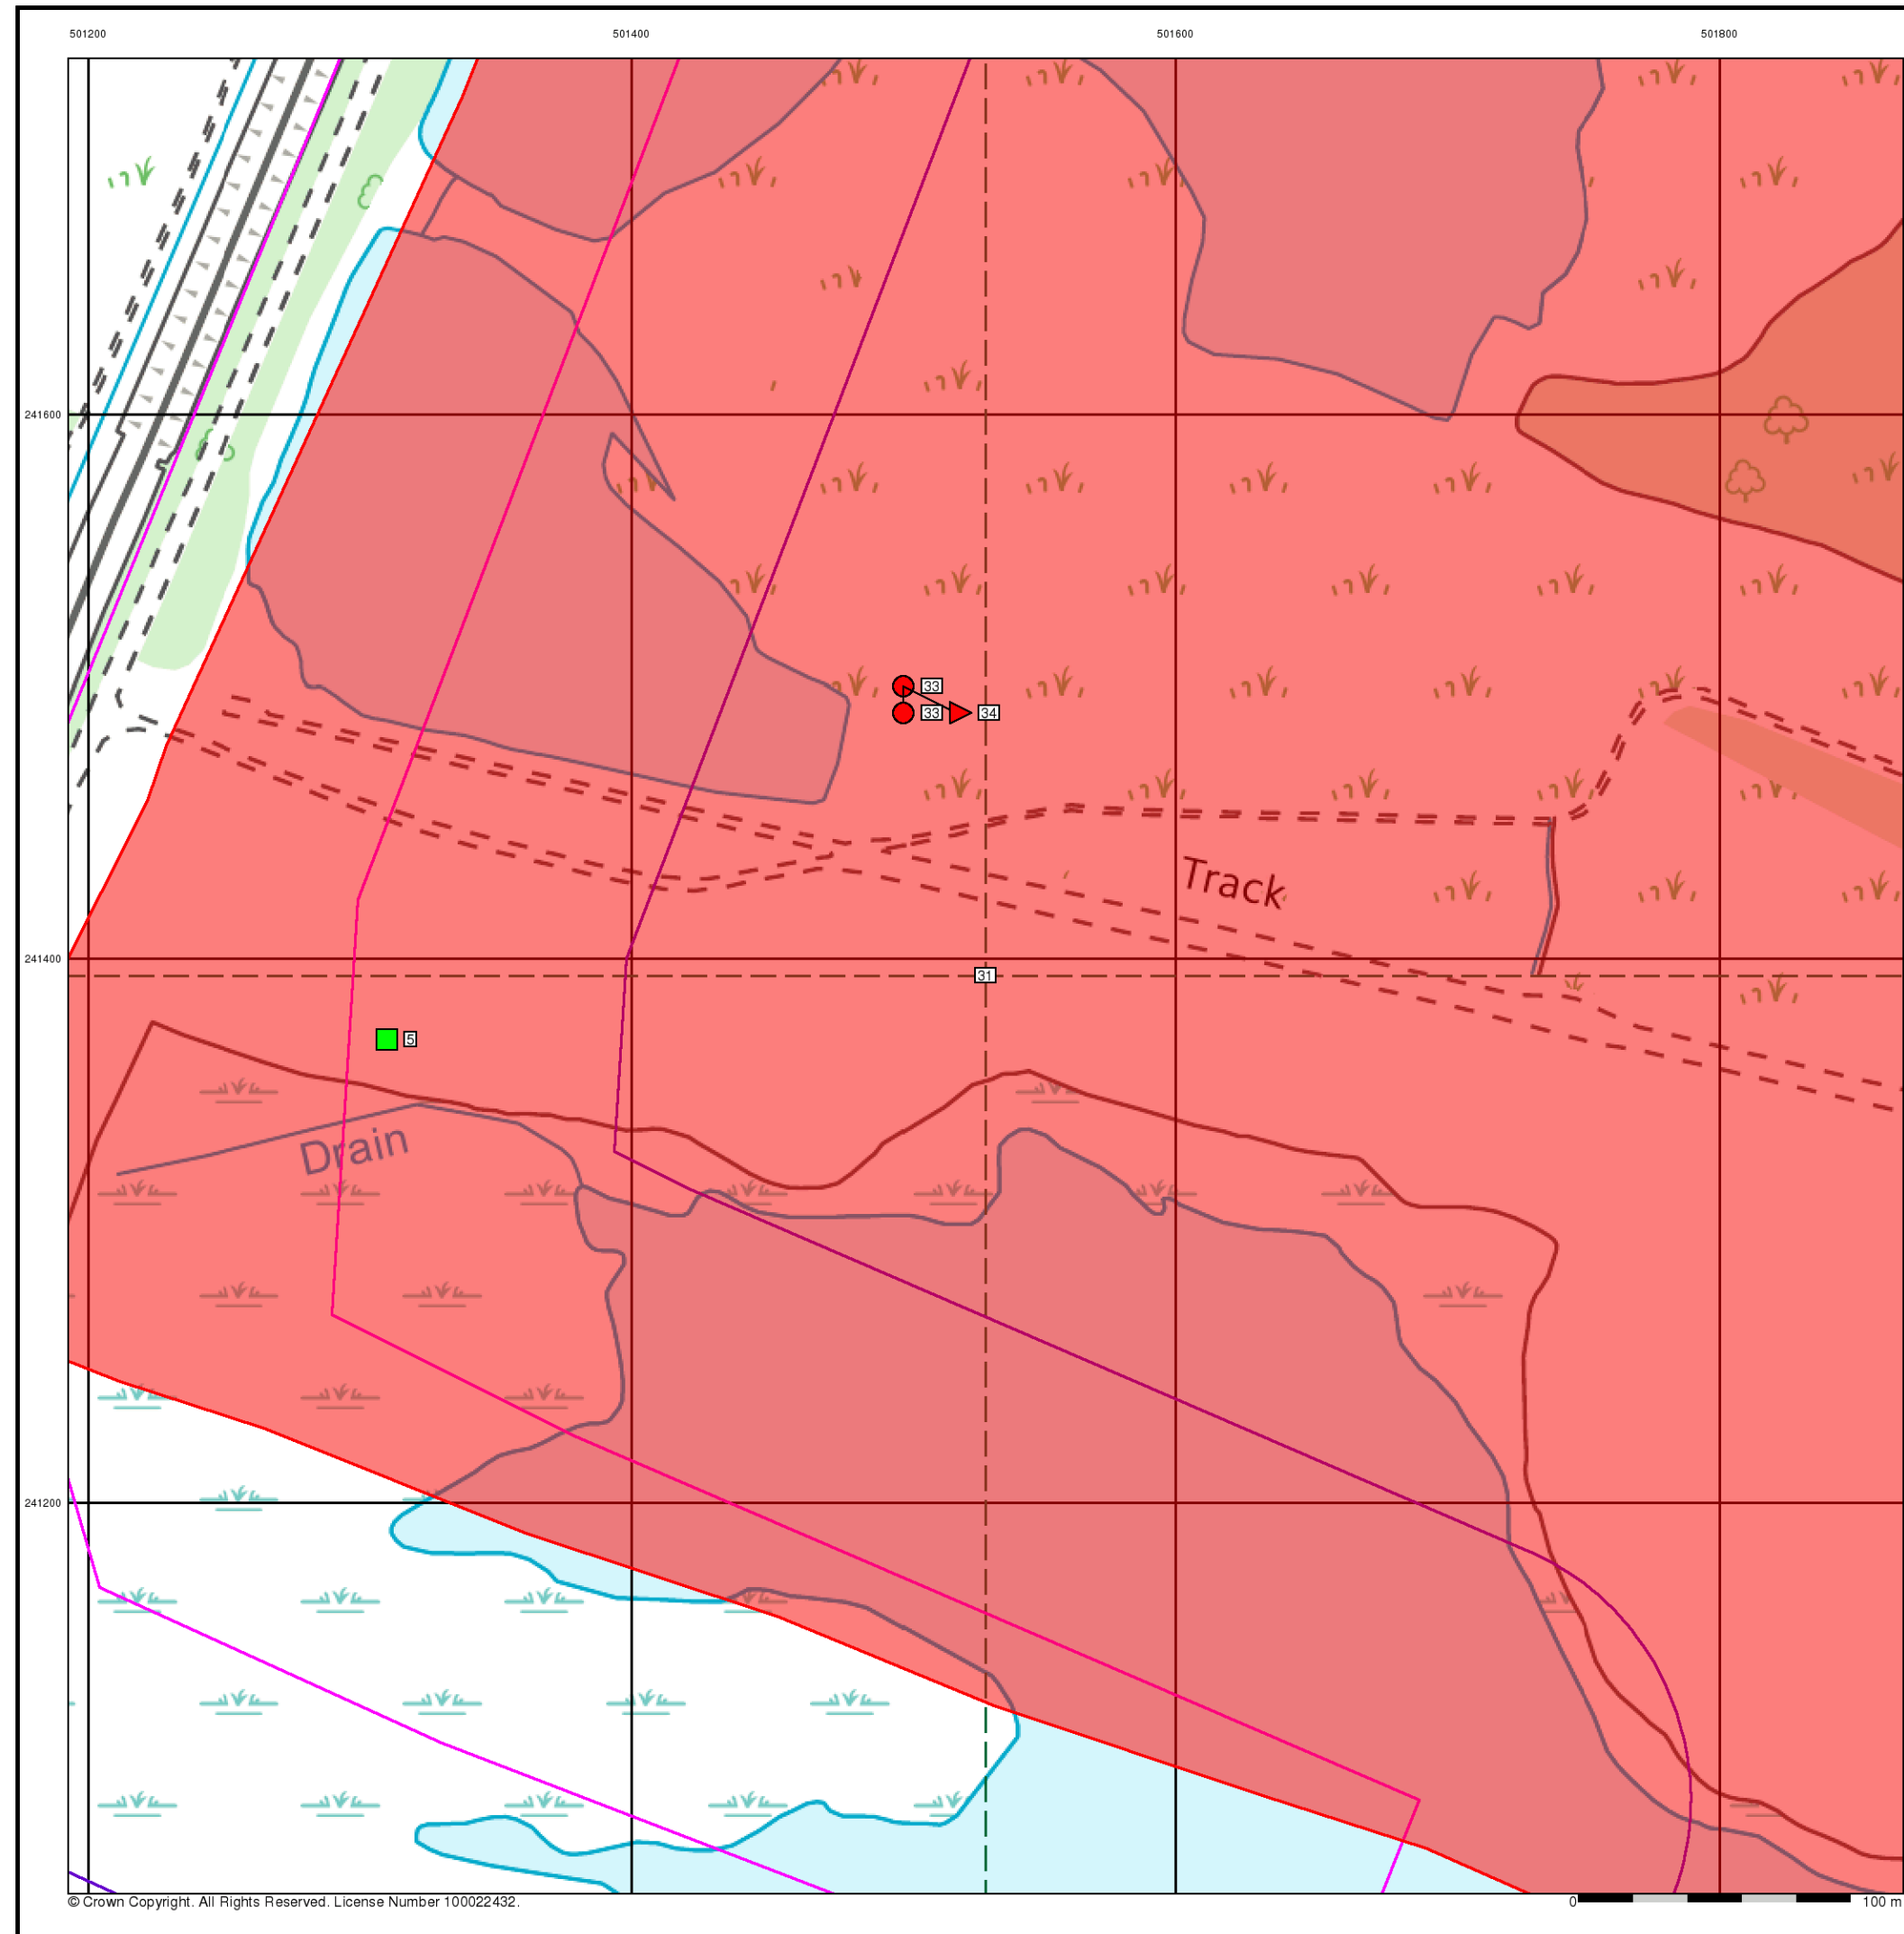 501200 501400 501600 501800
241600
33
33 34
Track
241400
31
5
Drain
241200
© Crown Copyright. All Rights Reserved. License Number 100022432.
0 100 m